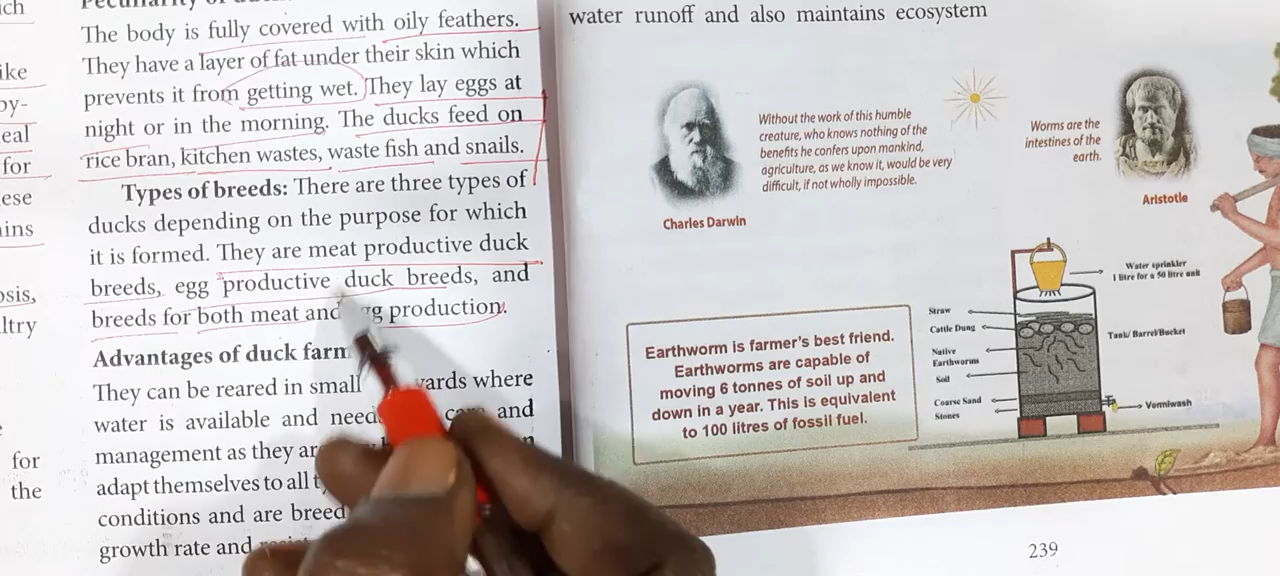 ich
ike
by-
eal
for
ese
ins
osis,
ltry
for
the
The body is fully covered with oily feathers.
They have a layer of fat under their skin which
prevents it from getting wet. They lay eggs at
night or in the morning. The ducks feed on
rice bran, kitchen wastes, waste fish and snails.
Types of breeds: There are three types of
ducks depending on the purpose for which
it is formed. They are meat productive duck
breeds, egg productive duck breeds, and
breeds for both meat and production.
Advantages of duck
They can be reared in small where
water is available and and
management as they
adapt themselves to all
conditions and are
growth rate and
water runoff and also maintains ecosystem
Without the work of this humble
creature, who knows nothing of the
benefits he confers upon mankind,
agriculture, as we know it, would be very
difficult, if not wholly impossible.
Charles Darwin
Worms are the
intestines of the
earth.
Aristotle
Earthworm is farmer's best friend.
Earthworms are capable of
moving 6 tonnes of soil up and
down in a year. This is equivalent
to 100 litres of fossil fuel.
Water sprinkler
1 litre for a 50 litre unit
Straw
Cattle Dung
Native
Earthworms
Soil
Coarse Sand
Stones
Tank/ Barrel/Bucket
Vermiwash
239